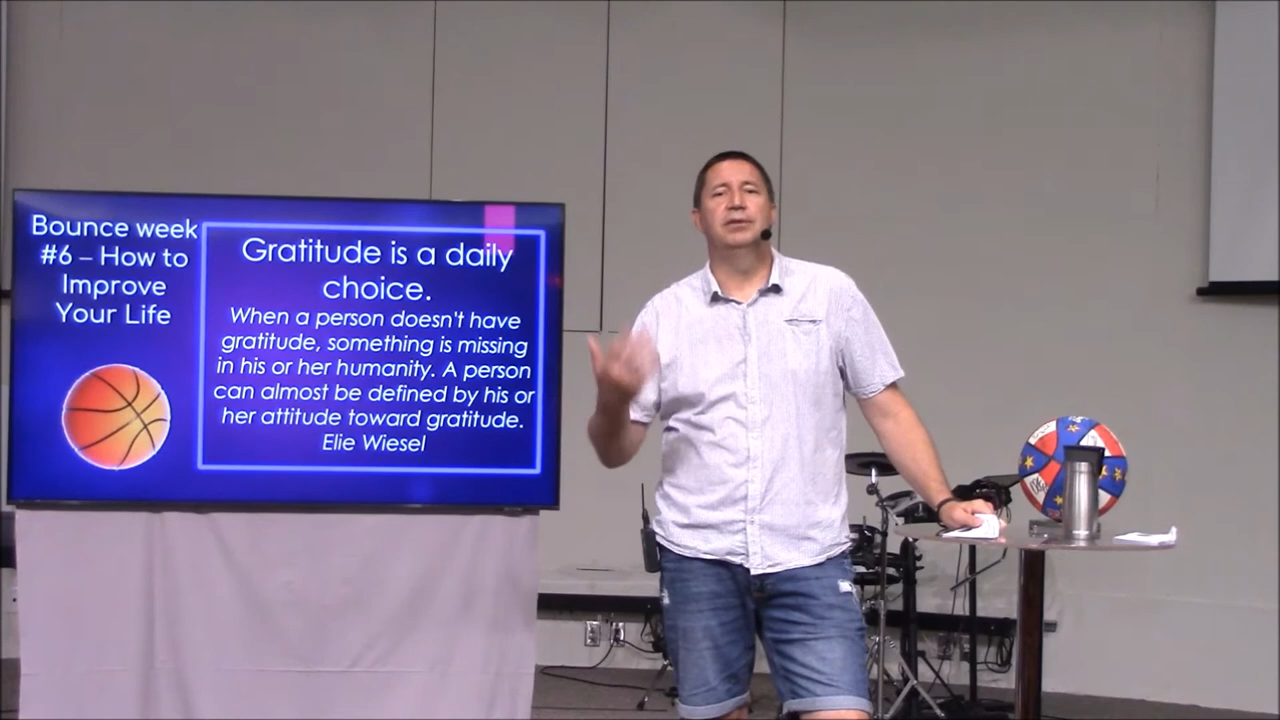 Bounce week
#6 – How to
Improve
Your Life
Gratitude is a daily
choice.
When a person doesn't have
gratitude, something is missing
in his or her humanity. A person
can almost be defined by his or
her attitude toward gratitude.
Elie Wiesel